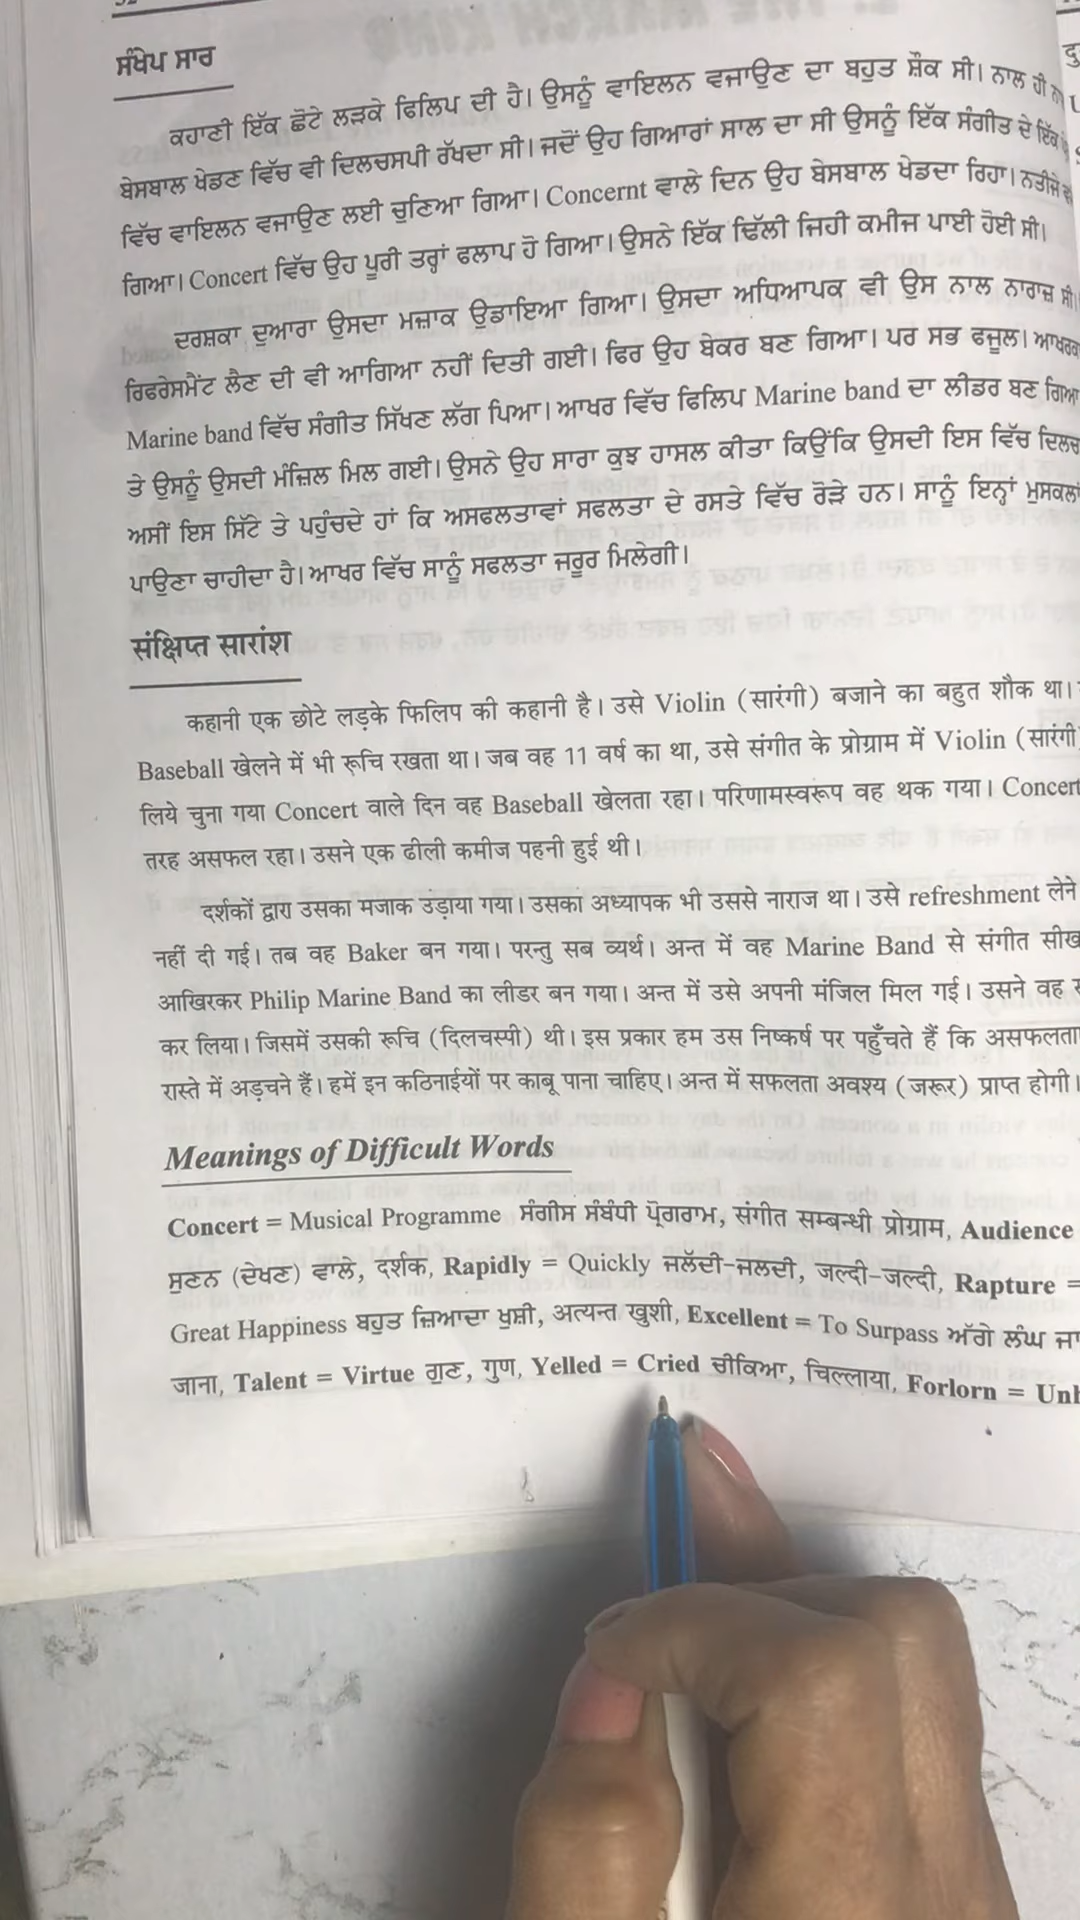 ਸੰਖੇਪ ਸਾਰ
ਕਹਾਣੀ ਇੱਕ ਛੋਟੇ ਲੜਕੇ ਫਿਲਿਪ ਦੀ ਹੈ। ਉਸਨੂੰ ਵਾਇਲਨ ਵਜਾਉਣ ਦਾ ਬਹੁਤ ਸ਼ੌਕ ਸੀ। ਨਾਲ ਹੀ
ਬੇਸਬਾਲ ਖੇਡਣ ਵਿੱਚ ਵੀ ਦਿਲਚਸਪੀ ਰੱਖਦਾ ਸੀ। ਜਦੋਂ ਉਹ ਗਿਆਰਾਂ ਸਾਲ ਦਾ ਸੀ ਉਸਨੂੰ ਇੱਕ ਸੰਗੀਤ ਦੇ ਇੱਕ
ਵਿੱਚ ਵਾਇਲਨ ਵਜਾਉਣ ਲਈ ਚੁਣਿਆ ਗਿਆ। Concernt ਵਾਲੇ ਦਿਨ ਉਹ ਬੇਸਬਾਲ ਖੇਡਦਾ ਰਿਹਾ। ਨਤੀਜੇ
ਗਿਆ। Concert ਵਿੱਚ ਉਹ ਪੂਰੀ ਤਰ੍ਹਾਂ ਫਲਾਪ ਹੋ ਗਿਆ। ਉਸਨੇ ਇੱਕ ਢਿੱਲੀ ਜਿਹੀ ਕਮੀਜ ਪਾਈ ਹੋਈ ਸੀ।
ਦਰਸ਼ਕਾ ਦੁਆਰਾ ਉਸਦਾ ਮਜ਼ਾਕ ਉਡਾਇਆ ਗਿਆ। ਉਸਦਾ ਅਧਿਆਪਕ ਵੀ ਉਸ ਨਾਲ ਨਾਰਾਜ਼ ਸੀ।
ਰਿਫਰੇਸਮੈਂਟ ਲੈਣ ਦੀ ਵੀ ਆਗਿਆ ਨਹੀਂ ਦਿਤੀ ਗਈ। ਫਿਰ ਉਹ ਬੇਕਰ ਬਣ ਗਿਆ। ਪਰ ਸਭ ਫਜੂਲ।
Marine band ਵਿੱਚ ਸੰਗੀਤ ਸਿੱਖਣ ਲੱਗ ਪਿਆ। ਆਖਰ ਵਿੱਚ ਫਿਲਿਪ Marine band ਦਾ ਲੀਡਰ ਬਣ ਗਿਆ
ਤੇ ਉਸਨੂੰ ਉਸਦੀ ਮੰਜ਼ਿਲ ਮਿਲ ਗਈ। ਉਸਨੇ ਉਹ ਸਾਰਾ ਕੁਝ ਹਾਸਲ ਕੀਤਾ ਕਿਉਂਕਿ ਉਸਦੀ ਇਸ ਵਿੱਚ ਦਿਲਚ
ਅਸੀਂ ਇਸ ਸਿੱਟੇ ਤੇ ਪਹੁੰਚਦੇ ਹਾਂ ਕਿ ਅਸਫਲਤਾਵਾਂ ਸਫਲਤਾ ਦੇ ਰਸਤੇ ਵਿੱਚ ਰੋੜੇ ਹਨ। ਸਾਨੂੰ ਇਨ੍ਹਾਂ ਮੁਸਕਲਾਂ
ਪਾਉਣਾ ਚਾਹੀਦਾ ਹੈ। ਆਖਰ ਵਿੱਚ ਸਾਨੂੰ ਸਫਲਤਾ ਜਰੂਰ ਮਿਲੇਗੀ।
संक्षिप्त सारांश
कहानी एक छोटे लड़के फिलिप की कहानी है। उसे Violin (सारंगी) बजाने का बहुत शौक था।
Baseball खेलने में भी रूचि रखता था। जब वह 11 वर्ष का था, उसे संगीत के प्रोग्राम में Violin (सारंगी
लिये चुना गया Concert वाले दिन वह Baseball खेलता रहा। परिणामस्वरूप वह थक गया। Concert
तरह असफल रहा। उसने एक ढीली कमीज पहनी हुई थी।
दर्शकों द्वारा उसका मजाक उड़ाया गया। उसका अध्यापक भी उससे नाराज था। उसे refreshment लेने
नहीं दी गई। तब वह Baker बन गया। परन्तु सब व्यर्थ। अन्त में वह Marine Band से संगीत सीख
आखिरकार Philip Marine Band का लीडर बन गया। अन्त में उसे अपनी मंजिल मिल गई। उसने वह
कर लिया। जिसमें उसकी रूचि (दिलचस्पी) थी। इस प्रकार हम उस निष्कर्ष पर पहुँचते हैं कि असफलता
रास्ते में अड़चने हैं। हमें इन कठिनाईयों पर काबू पाना चाहिए। अन्त में सफलता अवश्य (जरूर) प्राप्त होगी।
Meanings of Difficult Words
Concert = Musical Programme ਸੰਗੀਸ ਸੰਬੰਧੀ ਪ੍ਰੋਗਰਾਮ, संगीत सम्बन्धी प्रोग्राम, Audience
ਸੁਣਨ (ਦੇਖਣ) ਵਾਲੇ, दर्शक, Rapidly = Quickly ਜਲੱਦੀ-ਜਲਦੀ, जल्दी-जल्दी, Rapture =
Great Happiness ਬਹੁਤ ਜ਼ਿਆਦਾ ਖੁਸ਼ੀ, अत्यन्त खुशी, Excellent = To Surpass ਅੱਗੇ ਲੰਘ ਜਾ
जाना, Talent = Virtue ਗੁਣ, गुण, Yelled = Cried ਚੀਕਿਆ, चिल्लाया, Forlorn = Unh